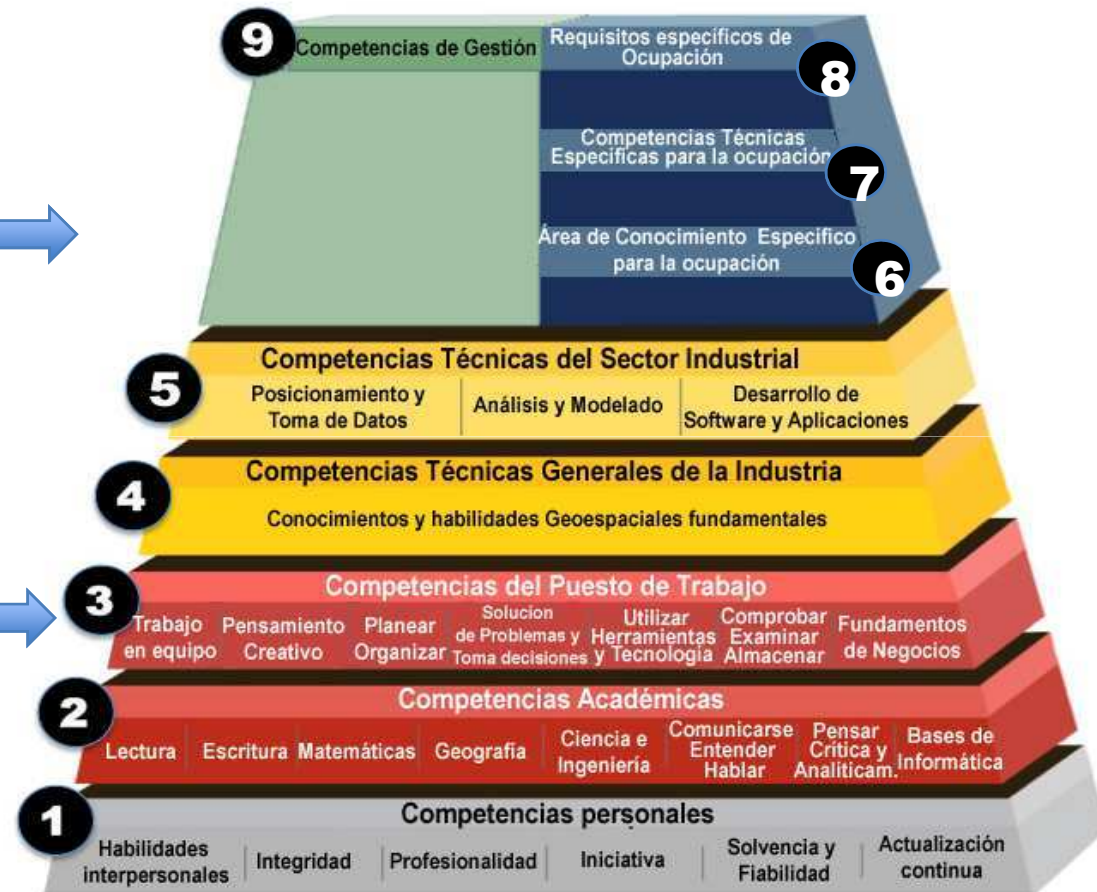 9
Competencias de Gestión
Requisitos específicos de
Ocupación
8
Competencias Técnicas
Especificas para la ocupación
7
Área de Conocimiento Especifico
para la ocupación
6
5
Competencias Técnicas del Sector Industrial
Posicionamiento y
Toma de Datos
Análisis y Modelado
Desarrollo de
Software y Aplicaciones
4
Competencias Técnicas Generales de la Industria
Conocimientos y habilidades Geoespaciales fundamentales
3
Competencias del Puesto de Trabajo
Trabajo
en equipo
Pensamiento
Creativo
Planear
Organizar
Solucion
de Problemas y
Toma decisiones
Utilizar
Herramientas
y Tecnología
Comprobar
Examinar
Almacenar
Fundamentos
de Negocios
2
Competencias Académicas
Lectura
Escritura
Matemáticas
Geografía
Ciencia e
Ingeniería
Comunicarse
Entender
Hablar
Pensar
Crítica y
Analiticam.
Bases de
Informática
1
Competencias personales
Habilidades
interpersonales
Integridad
Profesionalidad
Iniciativa
Solvencia y
Fiabilidad
Actualización
continua